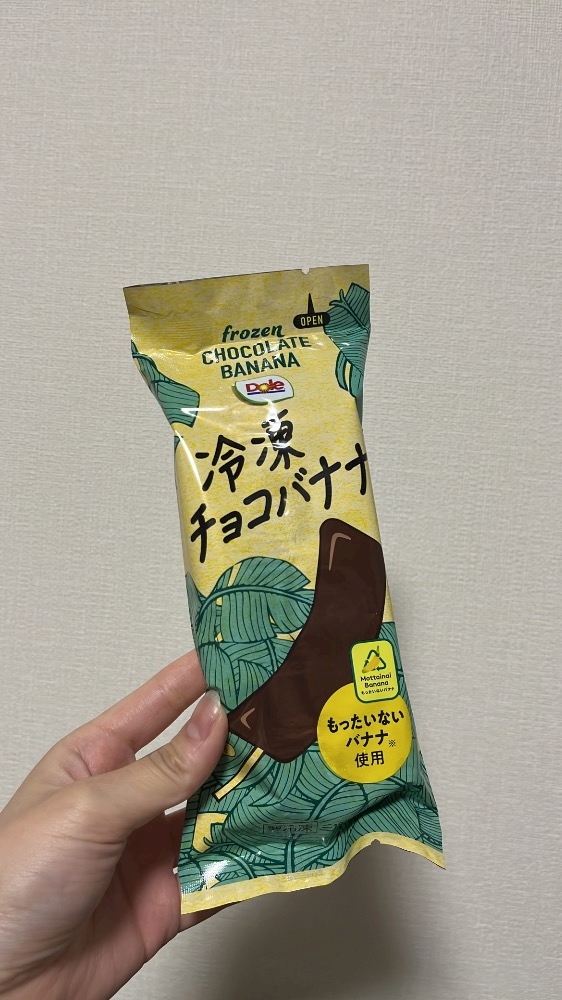 OPEN
frozen
CHOCOLATE
BANANA
Dole
冷凍
チョコバナナ
Mottainai
Banana
もったいないバナナ
もったいない
バナナ※
使用